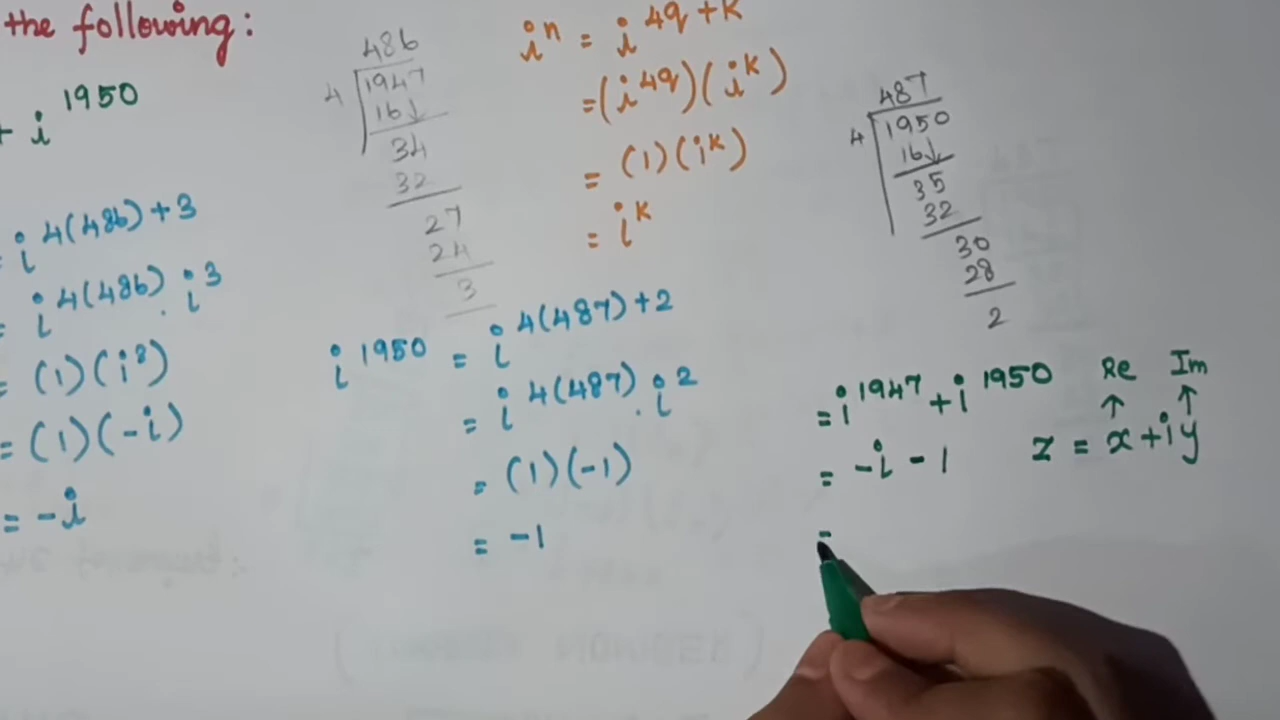 the following:
+ i^1950
= i^4(486)+3
= i^4(486) . i^3
= (1)(i^3)
= (1)(-i)
= -i
486
4 1947
16↓
34
32
27
24
3
i^n = i^4q+k
=(i^4q)(i^k)
= (1)(i^k)
= i^k
487
4 1950
16↓
35
32
30
28
2
i^1950 = i^4(487)+2
= i^4(487) . i^2
= (1)(-1)
= -1
= i^1947 + i^1950
= -i - 1
=
Re Im
↑ ↑
z = x+iy